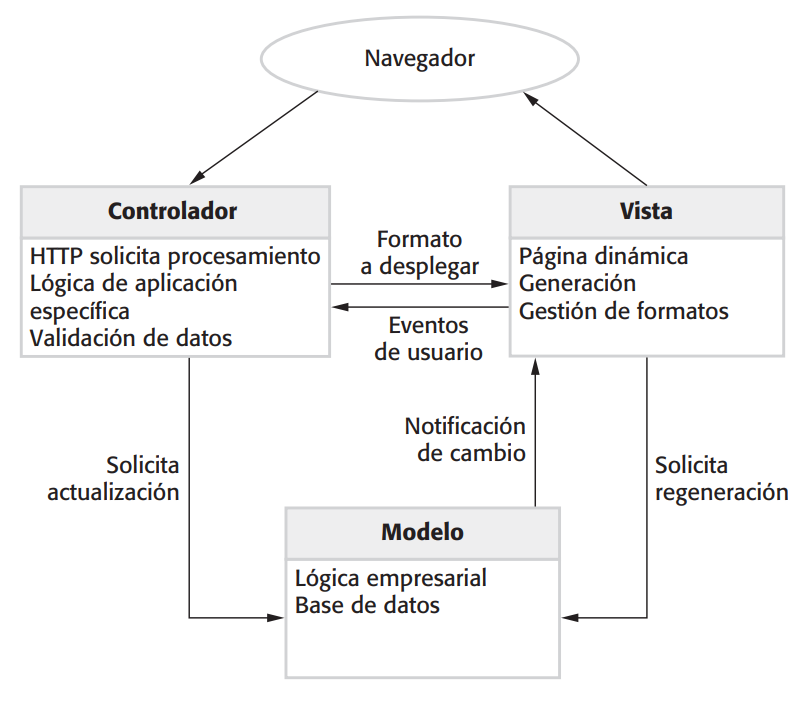 Navegador
Controlador
HTTP solicita procesamiento
Lógica de aplicación
específica
Validación de datos
Formato
a desplegar
Eventos
de usuario
Vista
Página dinámica
Generación
Gestión de formatos
Solicita
actualización
Notificación
de cambio
Solicita
regeneración
Modelo
Lógica empresarial
Base de datos